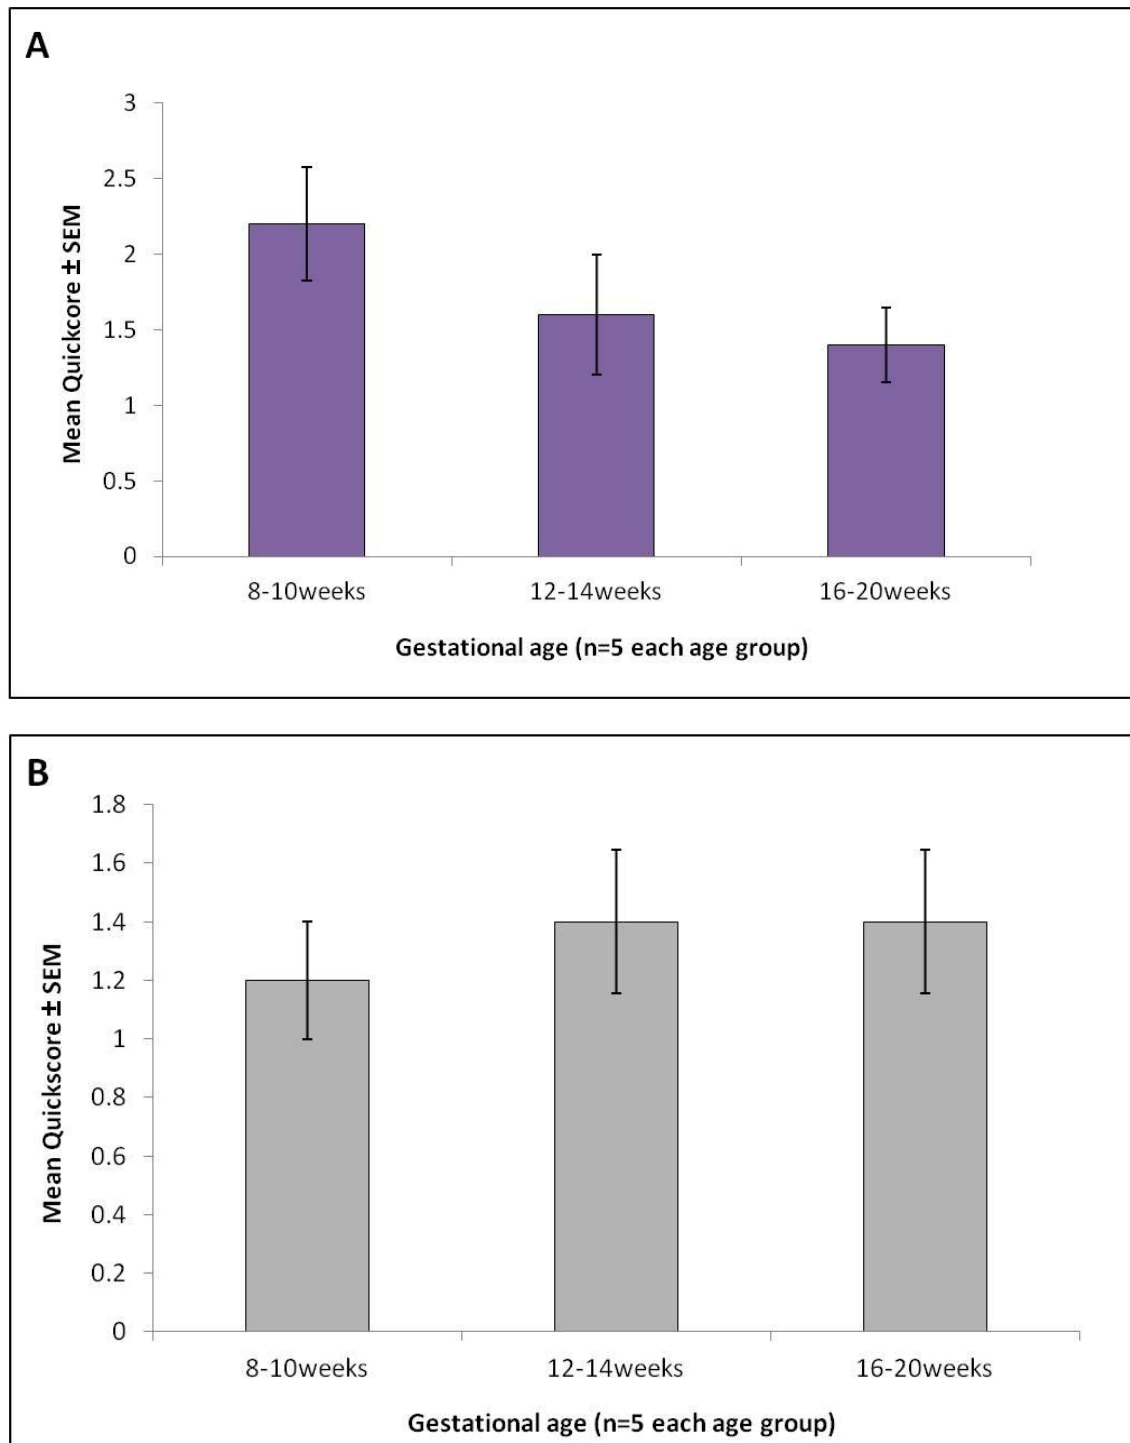 A
3
2.5
2
1.5
1
0.5
0
Mean Quickcore ± SEM
8-10weeks 12-14weeks 16-20weeks
Gestational age (n=5 each age group)
B
1.8
1.6
1.4
1.2
1
0.8
0.6
0.4
0.2
0
Mean Quickscore ± SEM
8-10weeks 12-14weeks 16-20weeks
Gestational age (n=5 each age group)